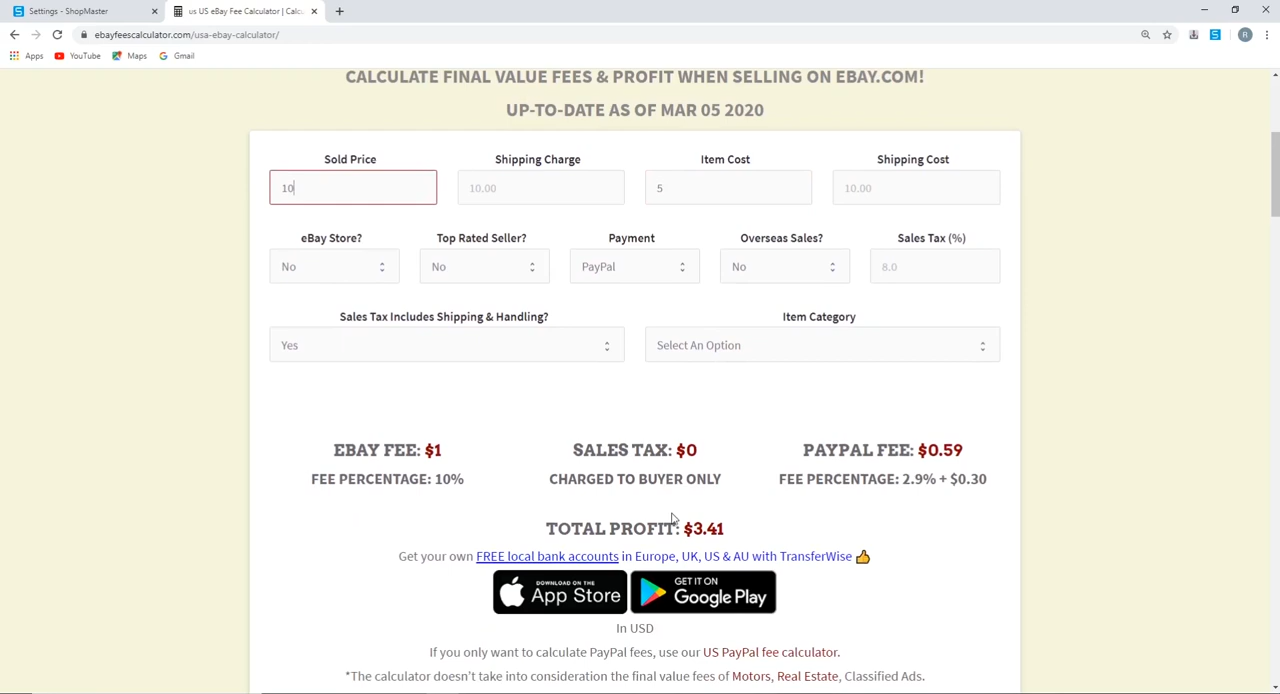 Settings - ShopMaster
us US eBay Fee Calculator | Calcu
ebayfeescalculator.com/usa-ebay-calculator/
R
Apps
YouTube
Maps
Gmail
CALCULATE FINAL VALUE FEES & PROFIT WHEN SELLING ON EBAY.COM!
UP-TO-DATE AS OF MAR 05 2020
Sold Price Shipping Charge Item Cost Shipping Cost
10 10.00 5 10.00
eBay Store? Top Rated Seller? Payment Overseas Sales? Sales Tax (%)
No No PayPal No 8.0
Sales Tax Includes Shipping & Handling? Item Category
Yes Select An Option
EBAY FEE: $1 SALES TAX: $0 PAYPAL FEE: $0.59
FEE PERCENTAGE: 10% CHARGED TO BUYER ONLY FEE PERCENTAGE: 2.9% + $0.30
TOTAL PROFIT: $3.41
Get your own FREE local bank accounts in Europe, UK, US & AU with TransferWise 👍
DOWNLOAD ON THE App Store
GET IT ON Google Play
In USD
If you only want to calculate PayPal fees, use our US PayPal fee calculator.
*The calculator doesn't take into consideration the final value fees of Motors, Real Estate, Classified Ads.